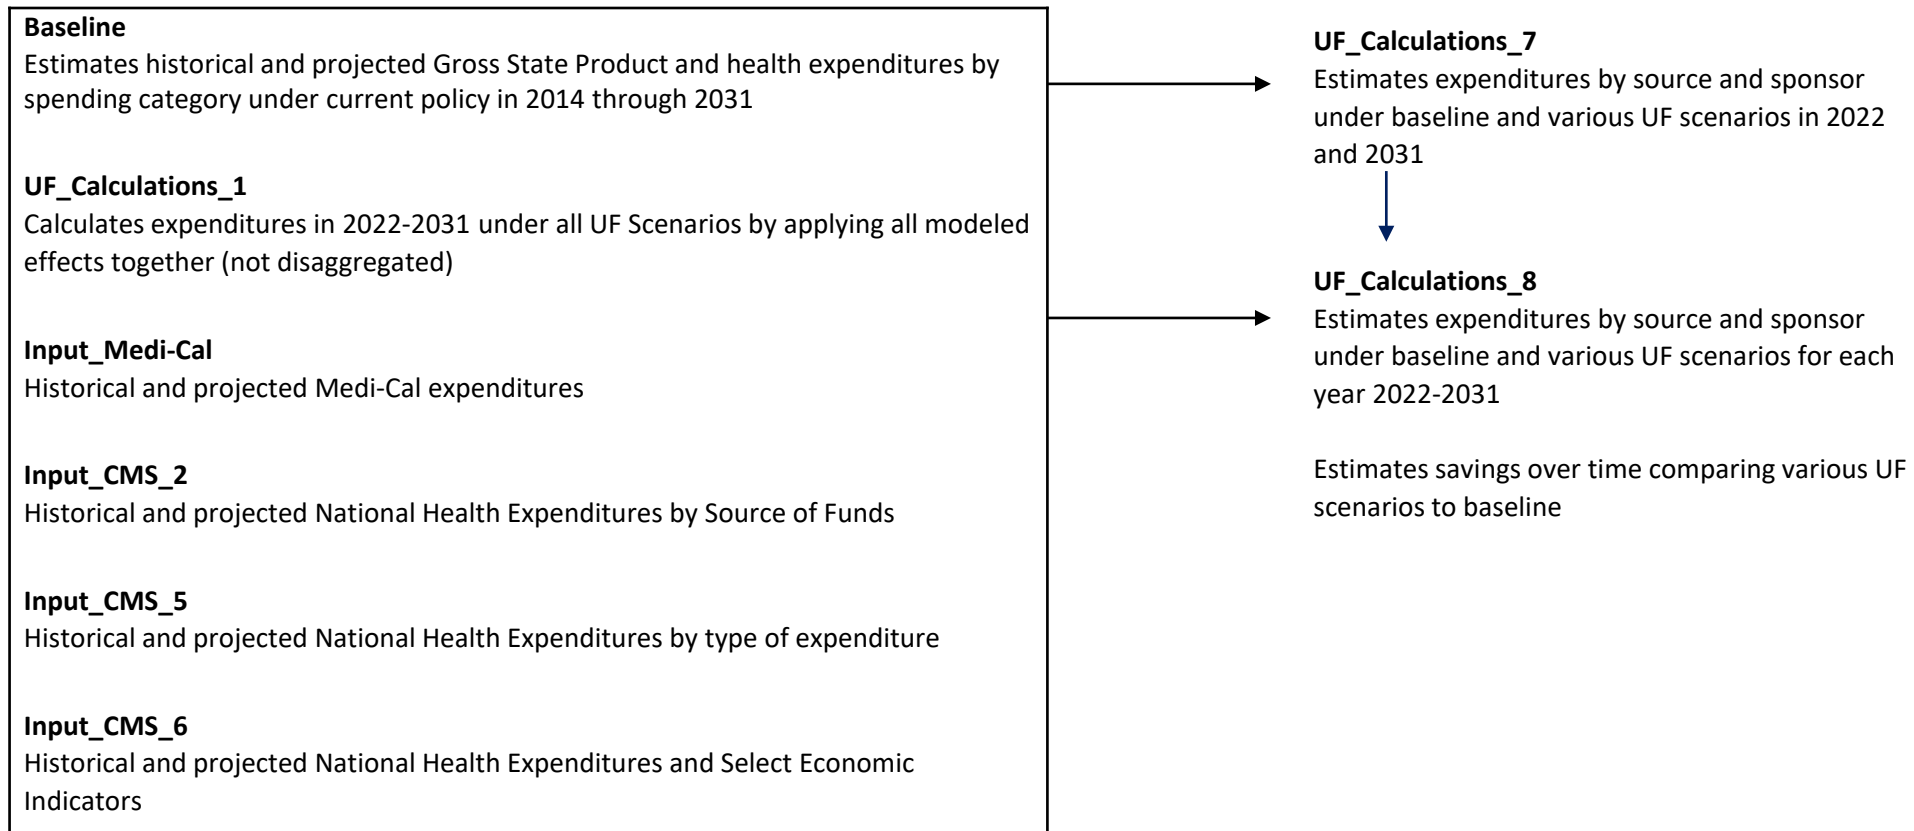 Baseline
Estimates historical and projected Gross State Product and health expenditures by
spending category under current policy in 2014 through 2031
UF_Calculations_1
Calculates expenditures in 2022-2031 under all UF Scenarios by applying all modeled
effects together (not disaggregated)
Input_Medi-Cal
Historical and projected Medi-Cal expenditures
Input_CMS_2
Historical and projected National Health Expenditures by Source of Funds
Input_CMS_5
Historical and projected National Health Expenditures by type of expenditure
Input_CMS_6
Historical and projected National Health Expenditures and Select Economic
Indicators
UF_Calculations_7
Estimates expenditures by source and sponsor
under baseline and various UF scenarios in 2022
and 2031
UF_Calculations_8
Estimates expenditures by source and sponsor
under baseline and various UF scenarios for each
year 2022-2031
Estimates savings over time comparing various UF
scenarios to baseline